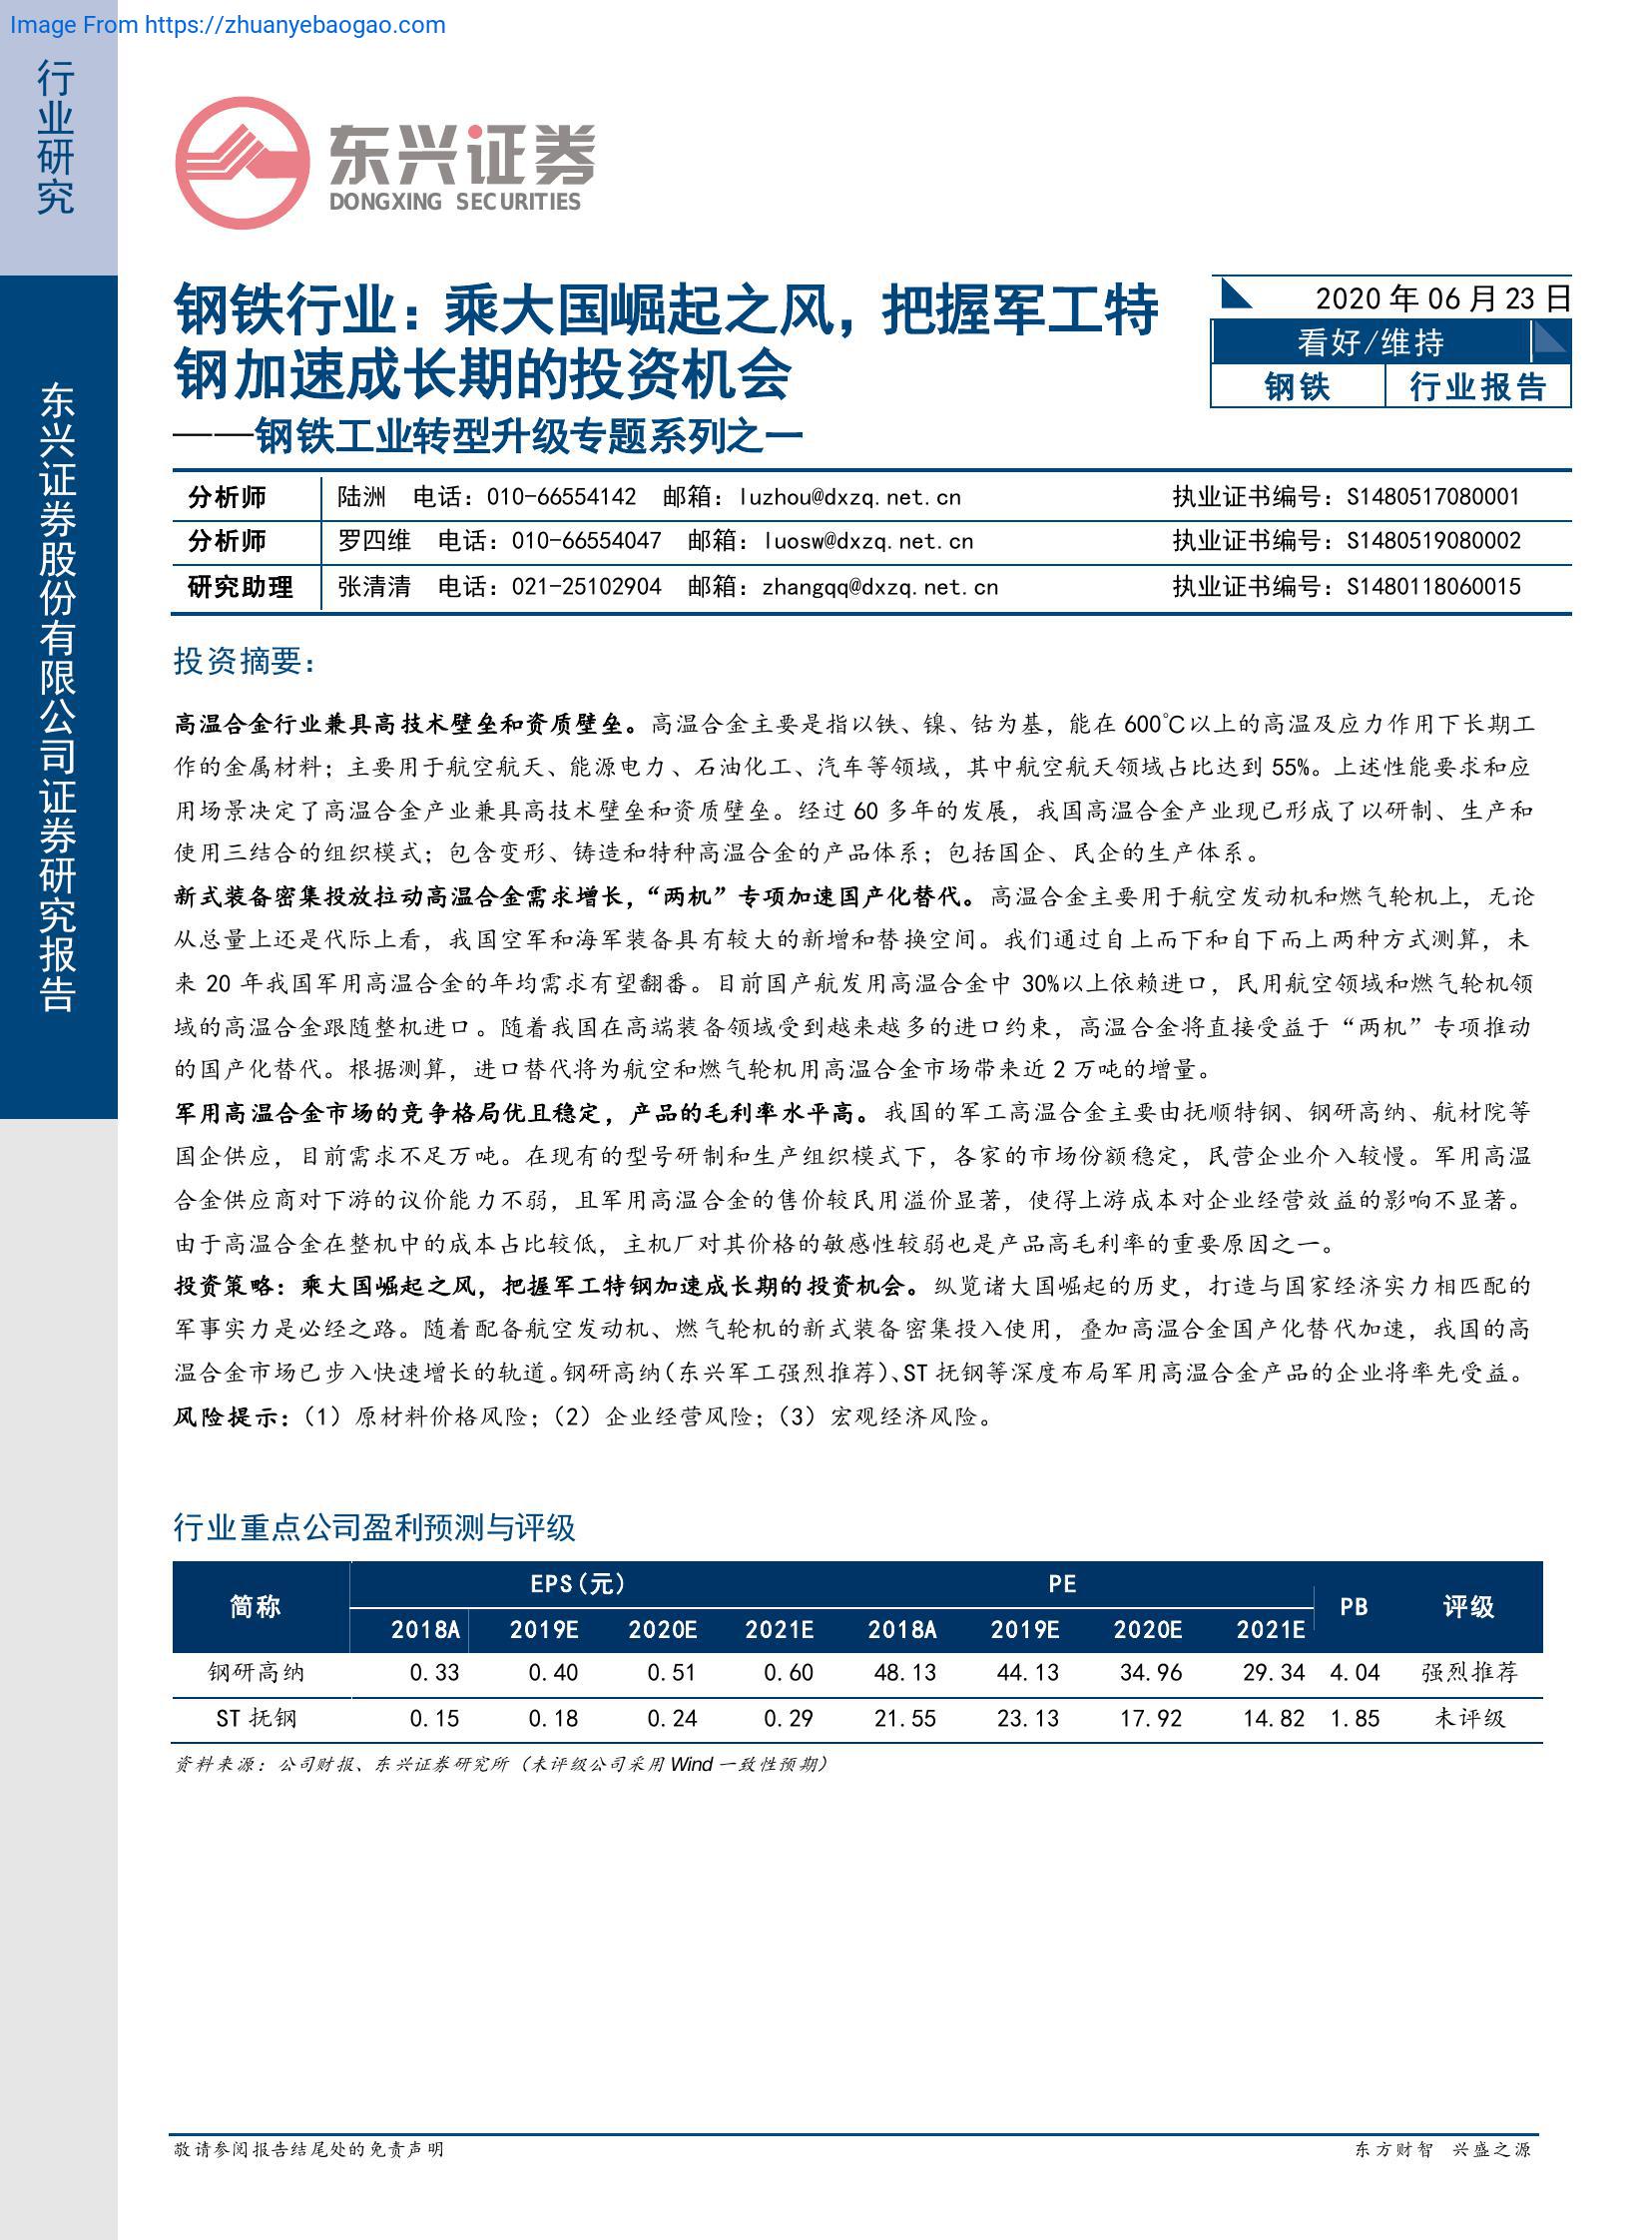 Image From https://zhuanyebaogao.com
行业研究
东兴证券股份有限公司证券研究报告
东兴证券
DONGXING SECURITIES
钢铁行业：乘大国崛起之风，把握军工特
钢加速成长期的投资机会
——钢铁工业转型升级专题系列之一
2020 年 06 月 23 日
看好/维持
钢铁 行业报告
分析师 陆洲 电话：010-66554142 邮箱：luzhou@dxzq.net.cn 执业证书编号：S1480517080001
分析师 罗四维 电话：010-66554047 邮箱：luosw@dxzq.net.cn 执业证书编号：S1480519080002
研究助理 张清清 电话：021-25102904 邮箱：zhangqq@dxzq.net.cn 执业证书编号：S1480118060015
投资摘要：
高温合金行业兼具高技术壁垒和资质壁垒。高温合金主要是指以铁、镍、钴为基，能在 600℃以上的高温及应力作用下长期工
作的金属材料；主要用于航空航天、能源电力、石油化工、汽车等领域，其中航空航天领域占比达到 55%。上述性能要求和应
用场景决定了高温合金产业兼具高技术壁垒和资质壁垒。经过 60 多年的发展，我国高温合金产业现已形成了以研制、生产和
使用三结合的组织模式；包含变形、铸造和特种高温合金的产品体系；包括国企、民企的生产体系。
新式装备密集投放拉动高温合金需求增长，“两机”专项加速国产化替代。高温合金主要用于航空发动机和燃气轮机上，无论
从总量上还是代际上看，我国空军和海军装备具有较大的新增和替换空间。我们通过自上而下和自下而上两种方式测算，未
来 20 年我国军用高温合金的年均需求有望翻番。目前国产航发用高温合金中 30%以上依赖进口，民用航空领域和燃气轮机领
域的高温合金跟随整机进口。随着我国在高端装备领域受到越来越多的进口约束，高温合金将直接受益于“两机”专项推动
的国产化替代。根据测算，进口替代将为航空和燃气轮机用高温合金市场带来近 2 万吨的增量。
军用高温合金市场的竞争格局优且稳定，产品的毛利率水平高。我国的军工高温合金主要由抚顺特钢、钢研高纳、航材院等
国企供应，目前需求不足万吨。在现有的型号研制和生产组织模式下，各家的市场份额稳定，民营企业介入较慢。军用高温
合金供应商对下游的议价能力不弱，且军用高温合金的售价较民用溢价显著，使得上游成本对企业经营效益的影响不显著。
由于高温合金在整机中的成本占比较低，主机厂对其价格的敏感性较弱也是产品高毛利率的重要原因之一。
投资策略：乘大国崛起之风，把握军工特钢加速成长期的投资机会。纵览诸大国崛起的历史，打造与国家经济实力相匹配的
军事实力是必经之路。随着配备航空发动机、燃气轮机的新式装备密集投入使用，叠加高温合金国产化替代加速，我国的高
温合金市场已步入快速增长的轨道。钢研高纳（东兴军工强烈推荐）、ST 抚钢等深度布局军用高温合金产品的企业将率先受益。
风险提示：（1）原材料价格风险；（2）企业经营风险；（3）宏观经济风险。
行业重点公司盈利预测与评级
简称 EPS(元) PE PB 评级
2018A 2019E 2020E 2021E 2018A 2019E 2020E 2021E
钢研高纳 0.33 0.40 0.51 0.60 48.13 44.13 34.96 29.34 4.04 强烈推荐
ST 抚钢 0.15 0.18 0.24 0.29 21.55 23.13 17.92 14.82 1.85 未评级
资料来源：公司财报、东兴证券研究所（未评级公司采用 Wind 一致性预期）
敬请参阅报告结尾处的免责声明
东方财智 兴盛之源